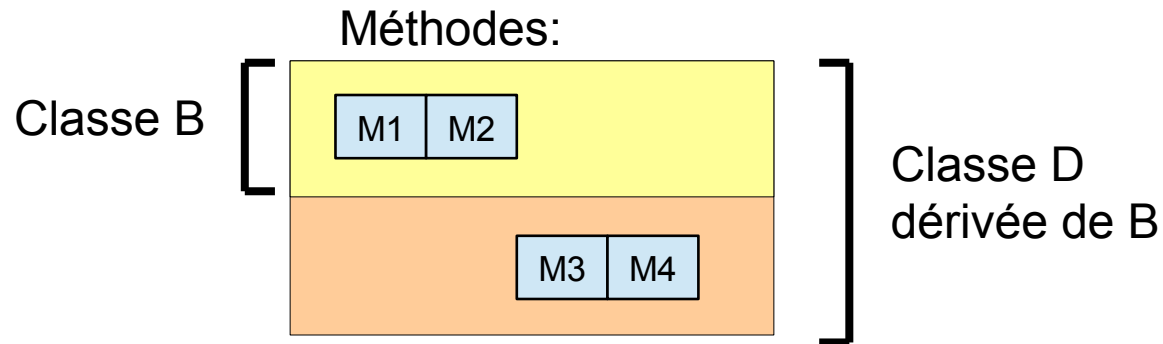 Méthodes:
Classe B
M1 M2
Classe D
dérivée de B
M3 M4